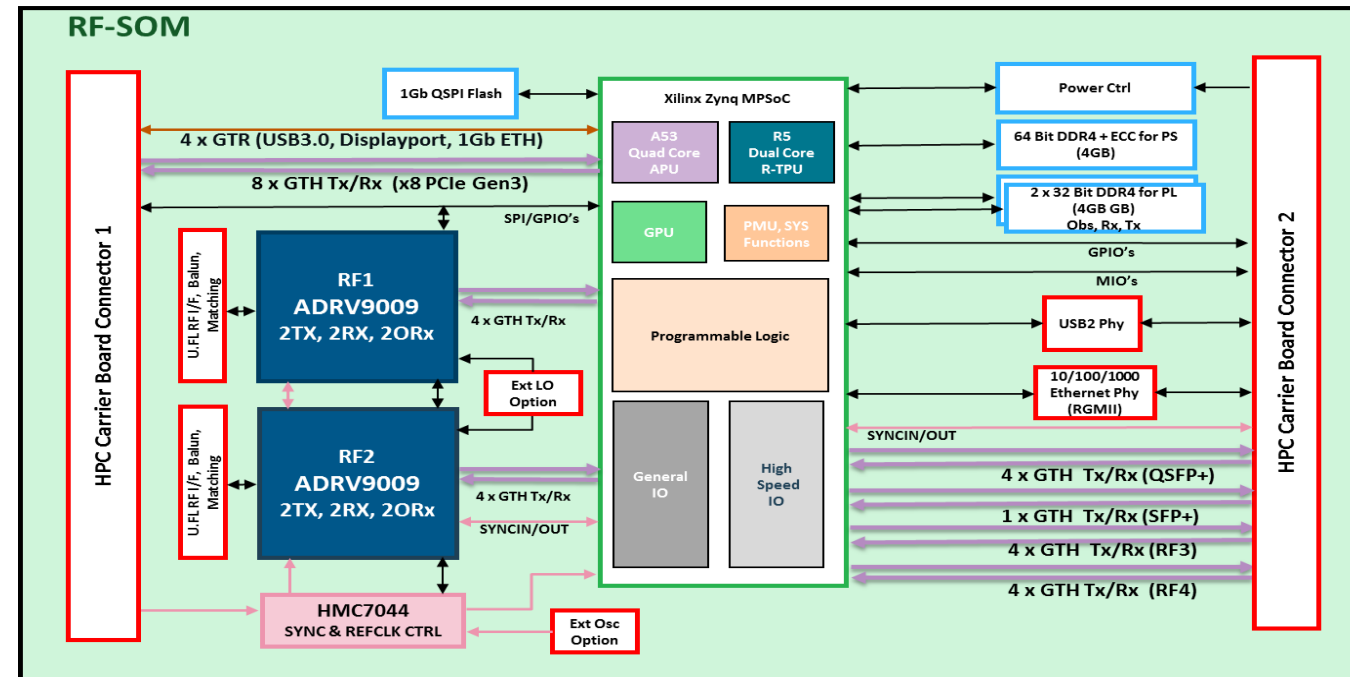 RF-SOM
HPC Carrier Board Connector 1
1Gb QSPI Flash
4 x GTR (USB3.0, Displayport, 1Gb ETH)
8 x GTH Tx/Rx  (x8 PCIe Gen3)
SPI/GPIO's
U.FLRF I/F, Balun,
Matching
RF1
ADRV9009
2TX, 2RX, 2ORx
4 x GTH Tx/Rx
Ext LO
Option
U.FLRF I/F, Balun,
Matching
RF2
ADRV9009
2TX, 2RX, 2ORx
4 x GTH Tx/Rx
SYNCIN/OUT
HMC7044
SYNC & REFCLK CTRL
Ext Osc
Option
Xilinx Zynq MPSoC
A53
Quad Core
APU
R5
Dual Core
R-TPU
GPU
PMU, SYS
Functions
Programmable Logic
General
IO
High
Speed
IO
Power Ctrl
64 Bit DDR4 + ECC for PS
(4GB)
2 x 32 Bit DDR4 for PL
(4GB GB)
Obs, Rx, Tx
GPIO's
MIO's
USB2 Phy
10/100/1000
Ethernet Phy
(RGMII)
SYNCIN/OUT
4 x GTH  Tx/Rx (QSFP+)
1 x GTH  Tx/Rx (SFP+)
4 x GTH  Tx/Rx (RF3)
4 x GTH Tx/Rx  (RF4)
HPC Carrier Board Connector 2